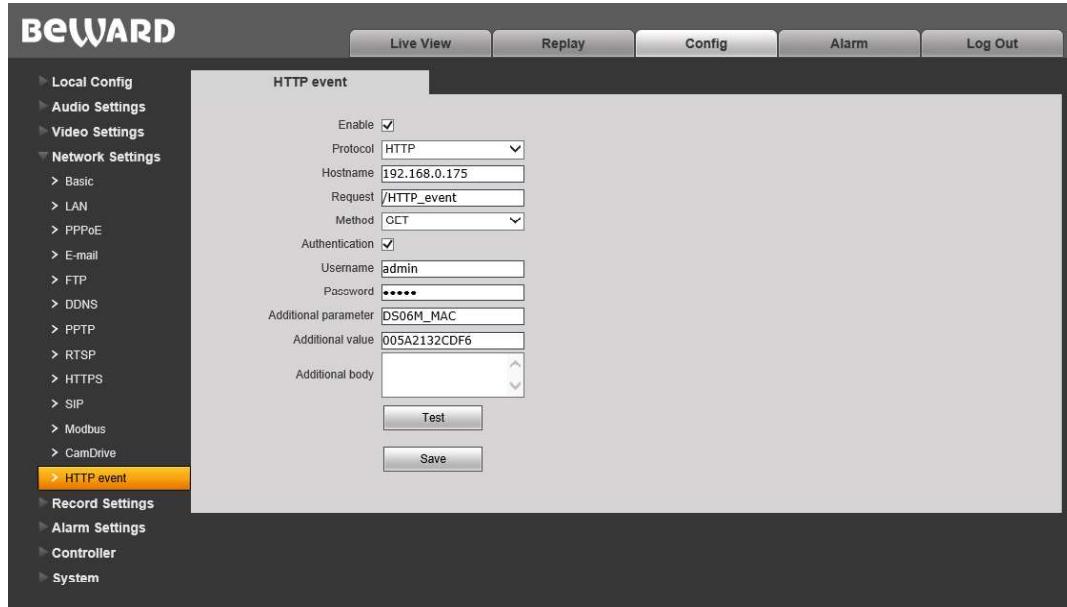 BEWARD
Live View
Replay
Config
Alarm
Log Out
Local Config
Audio Settings
Video Settings
Network Settings
> Basic
> LAN
> PPPoE
> E-mail
> FTP
> DDNS
> PPTP
> RTSP
> HTTPS
> SIP
> Modbus
> CamDrive
> HTTP event
Record Settings
Alarm Settings
Controller
System
HTTP event
Enable
Protocol HTTP
Hostname 192.168.0.175
Request /HTTP_event
Method GET
Authentication
Username admin
Password •••••
Additional parameter DS06M_MAC
Additional value 005A2132CDF6
Additional body
Test
Save